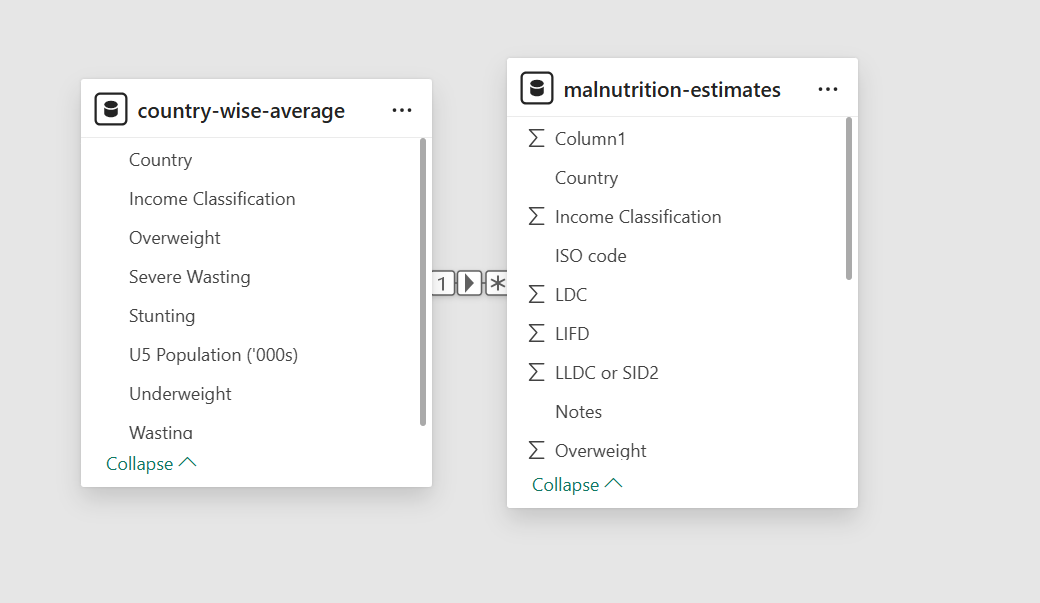 country-wise-average
Country
Income Classification
Overweight
Severe Wasting
Stunting
U5 Population ('000s)
Underweight
Wasting
Collapse
1
*
malnutrition-estimates
Σ Column1
Country
Σ Income Classification
ISO code
Σ LDC
Σ LIFD
Σ LLDC or SID2
Notes
Σ Overweight
Collapse